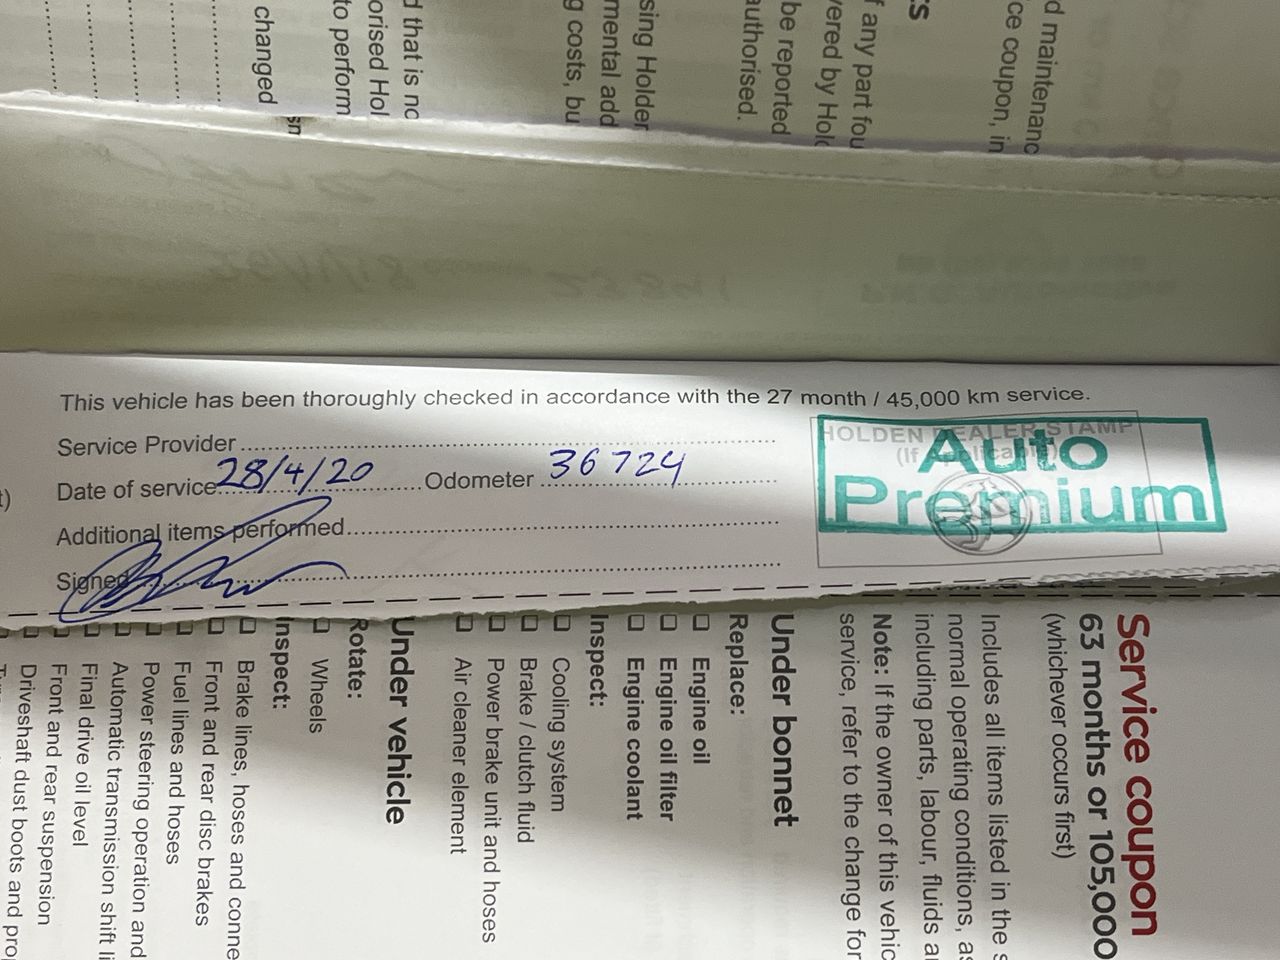 This vehicle has been thoroughly checked in accordance with the 27 month / 45,000 km service.
Service Provider
Date of service 28/4/20 Odometer 36724
Additional items performed
Signed
HOLDEN DEALER STAMP
(If Applicable)
Auto
Premium
Service coupon
63 months or 105,000
(whichever occurs first)
Includes all items listed in the
normal operating conditions,
including parts, labour, fluids
Note: If the owner of this
service, refer to the change for
Under bonnet
Replace:
Engine oil
Engine oil filter
Engine coolant
Inspect:
Cooling system
Brake / clutch fluid
Power brake unit and hoses
Air cleaner element
Under vehicle
Rotate:
Wheels
Inspect:
Brake lines, hoses and
Front and rear disc brakes
Fuel lines and hoses
Power steering operation and
Automatic transmission shift
Final drive oil level
Front and rear suspension
Driveshaft dust boots and
d maintenanc
ce coupon, in
ts
f any part fou
vered by Hol
be reported
authorised.
sing Holder
mental add
g costs, bu
d that is no
orised Hol
to perform
changed